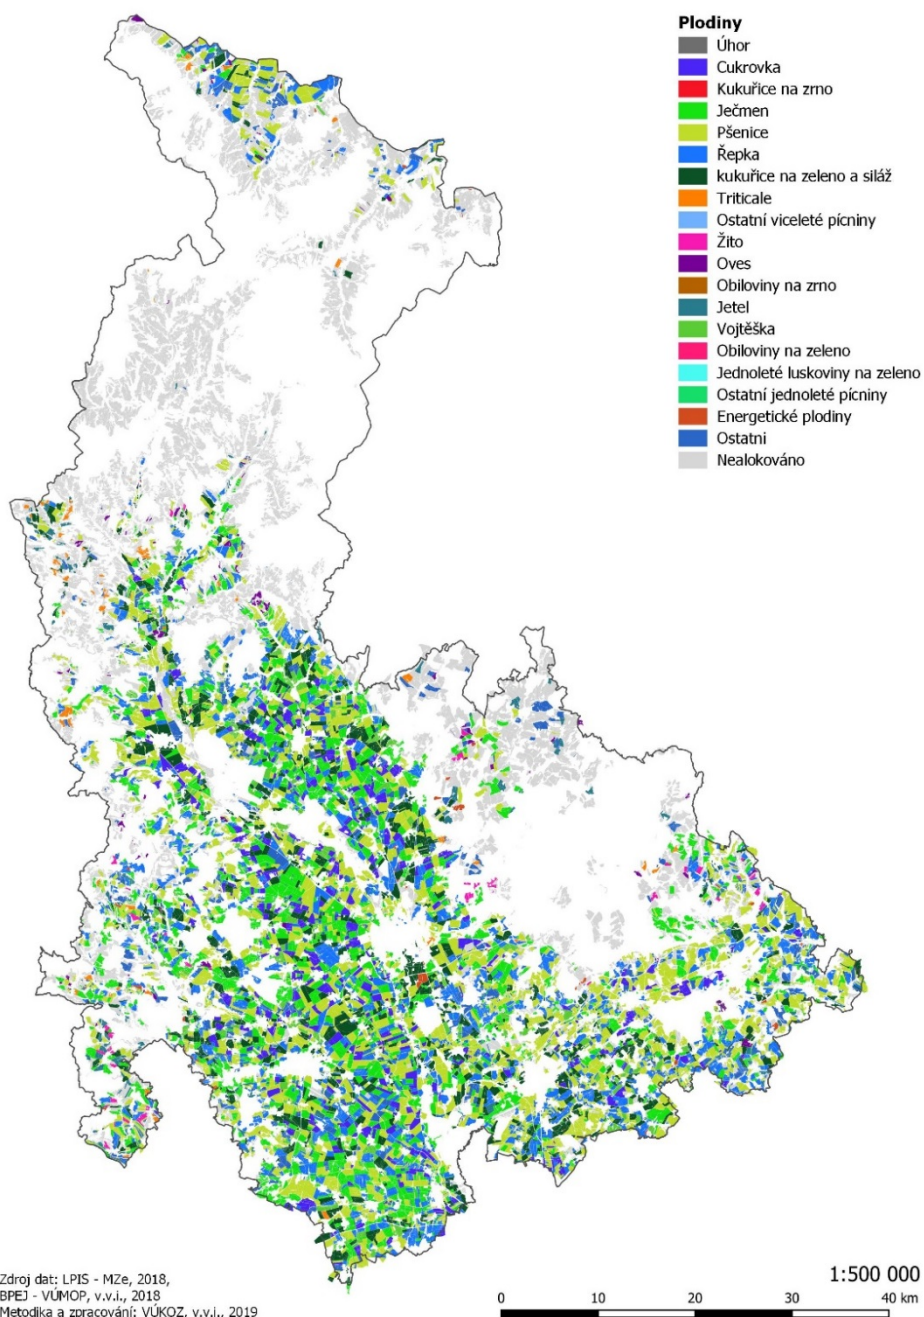 Plodiny
Úhor
Cukrovka
Kukuřice na zrno
Ječmen
Pšenice
Řepka
kukuřice na zeleno a siláž
Triticale
Ostatní víceleté pícniny
Žito
Oves
Obiloviny na zrno
Jetel
Vojtěška
Obiloviny na zeleno
Jednoleté luskoviny na zeleno
Ostatní jednoleté pícniny
Energetické plodiny
Ostatni
Nealokováno
Zdroj dat: LPIS - MZe, 2018,
BPEJ - VÚMOP, v.v.i., 2018
Metodika a zpracování: VÚKOZ, v.v.i., 2019
1:500 000
0 10 20 30 40 km